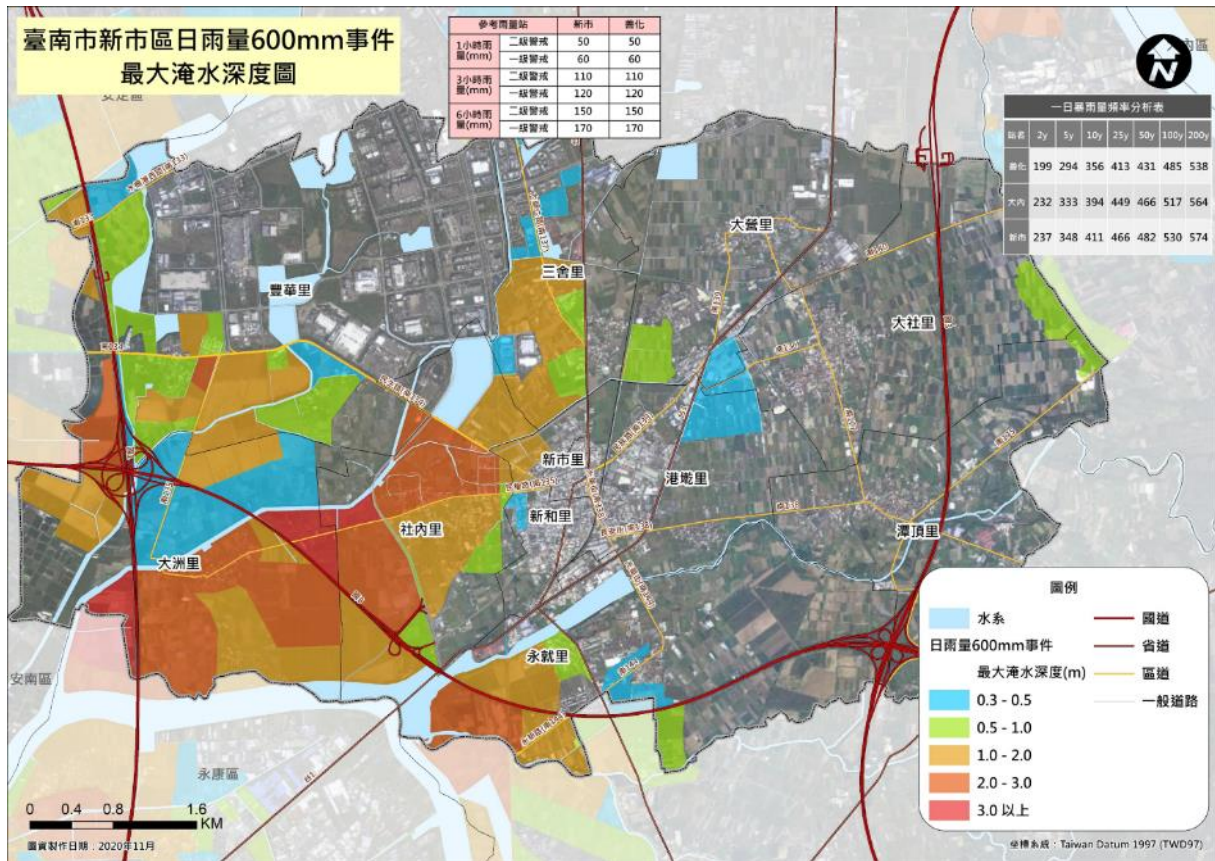 臺南市新市區日雨量600mm事件
最大淹水深度圖
參考雨量站 新市 善化
1小時雨量(mm) 二級警戒 50 50
一級警戒 60 60
3小時雨量(mm) 二級警戒 110 110
一級警戒 120 120
6小時雨量(mm) 二級警戒 150 150
一級警戒 170 170
N
一日暴雨量頻率分析表
站名 2y 5y 10y 25y 50y 100y 200y
善化 199 294 356 413 431 485 538
大內 232 333 394 449 466 517 564
新市 237 348 411 466 482 530 574
安定區
內區
大營里
三舍里
豐華里
大社里
新市里
港墘里
新和里
社內里
潭頂里
大洲里
永就里
安南區
永康區
圖例
水系
日雨量600mm事件
最大淹水深度(m)
0.3 - 0.5
0.5 - 1.0
1.0 - 2.0
2.0 - 3.0
3.0 以上
國道
省道
區道
一般道路
0 0.4 0.8 1.6
KM
圖資製作日期：2020年11月
坐標系統：Taiwan Datum 1997 (TWD97)